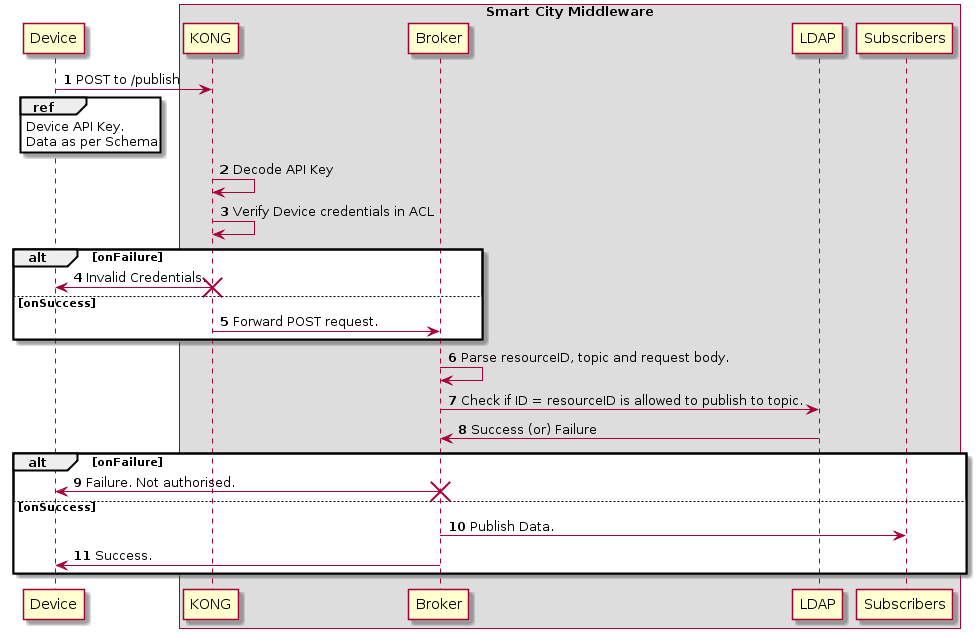 Smart City Middleware
Device KONG Broker LDAP Subscribers
1 POST to /publish
ref
Device API Key.
Data as per Schema
2 Decode API Key
3 Verify Device credentials in ACL
alt [onFailure]
4 Invalid Credentials
[onSuccess]
5 Forward POST request.
6 Parse resourceID, topic and request body.
7 Check if ID = resourceID is allowed to publish to topic.
8 Success (or) Failure
alt [onFailure]
9 Failure. Not authorised.
[onSuccess]
10 Publish Data.
11 Success.
Device KONG Broker LDAP Subscribers